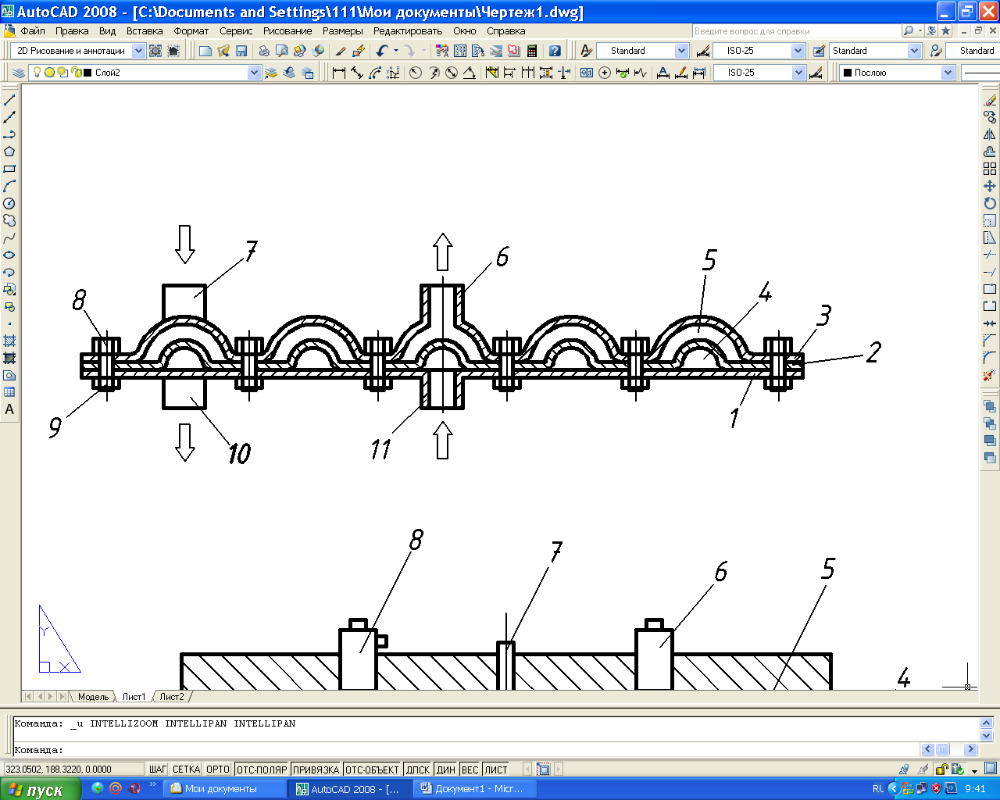 AutoCAD 2008 - [C:\Documents and Settings\111\Мои документы\Чертеж1.dwg]
Файл Правка Вид Вставка Формат Сервис Рисование Размеры Редактировать Окно Справка Введите вопрос для справки
2D Рисование и аннотации Standard ISO-25 Standard Standard
Слой2 ISO-25 Послою
7 6 5
8 4 3
2
9 10 11 1
8 7 6 5
4
Y
X
A
Модель Лист1 Лист2
Команда: _u INTELLIZOOM INTELLIPAN INTELLIPAN
Команда:
323.0502, 188.3220, 0.0000 ШАГ СЕТКА ОРТО ОТС-ПОЛЯР ПРИВЯЗКА ОТС-ОБЪЕКТ ДПСК ДИН ВЕС ЛИСТ
пуск Мои документы AutoCAD 2008 - [... Документ1 - Micr... RU 9:41